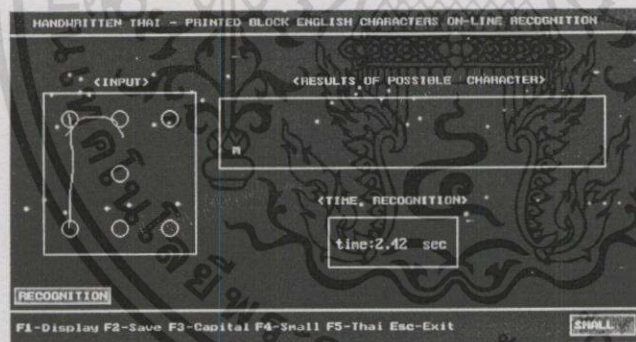 HANDWRITTEN THAI - PRINTED BLOCK ENGLISH CHARACTERS ON-LINE RECOGNITION
<INPUT>
<RESULTS OF POSSIBLE CHARACTER>
<TIME RECOGNITION>
time:2.42 sec
RECOGNITION
F1-Display F2-Save F3-Capital F4-Small F5-Thai Esc-Exit
SMALL